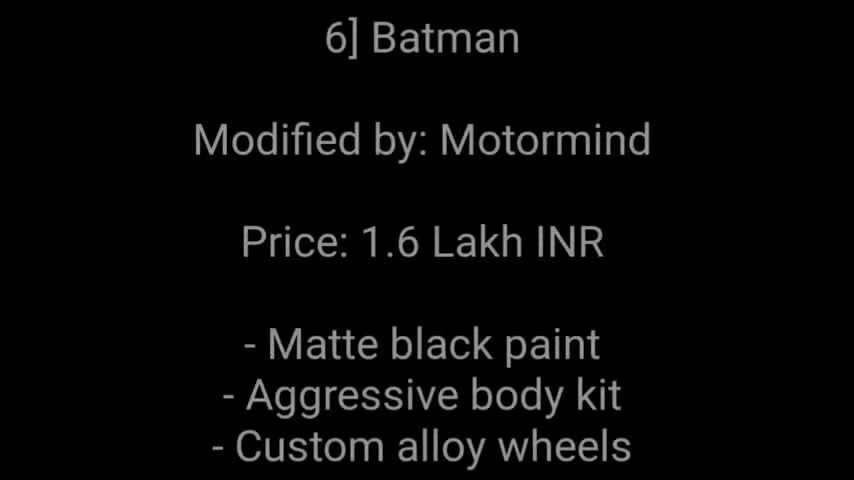 6] Batman
Modified by: Motormind
Price: 1.6 Lakh INR
- Matte black paint
- Aggressive body kit
- Custom alloy wheels